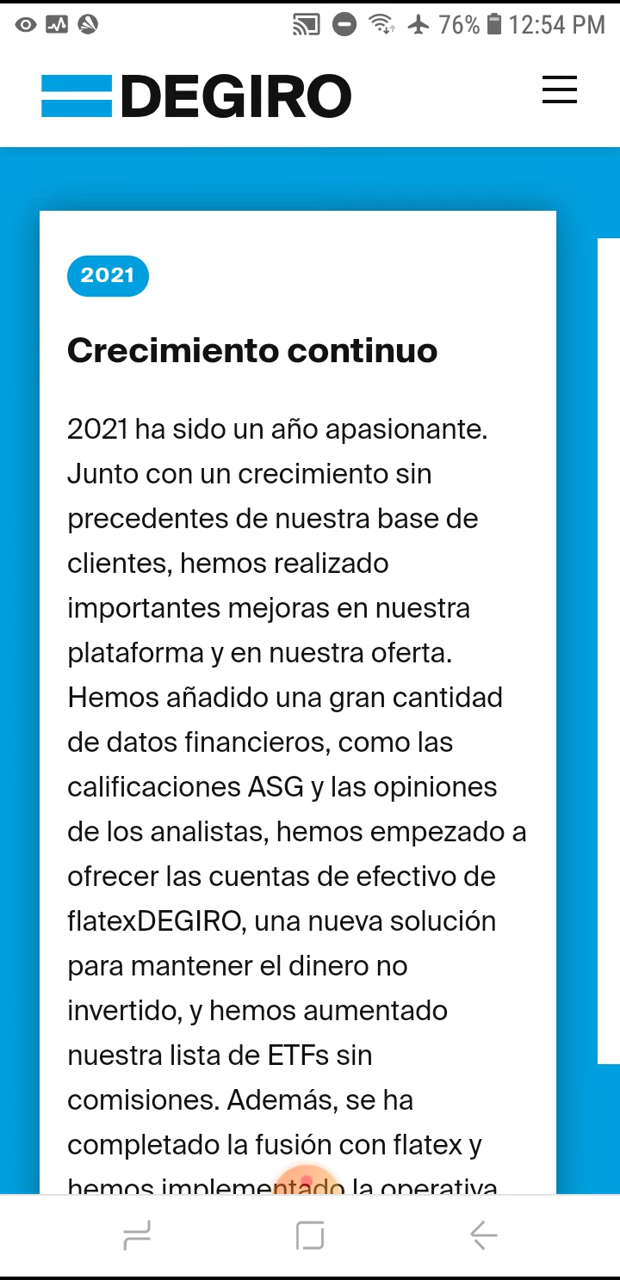 76% 12:54 PM
DEGIRO
2021
Crecimiento continuo
2021 ha sido un año apasionante.
Junto con un crecimiento sin
precedentes de nuestra base de
clientes, hemos realizado
importantes mejoras en nuestra
plataforma y en nuestra oferta.
Hemos añadido una gran cantidad
de datos financieros, como las
calificaciones ASG y las opiniones
de los analistas, hemos empezado a
ofrecer las cuentas de efectivo de
flatexDEGIRO, una nueva solución
para mantener el dinero no
invertido, y hemos aumentado
nuestra lista de ETFs sin
comisiones. Además, se ha
completado la fusión con flatex y
hemos implementado la operativa